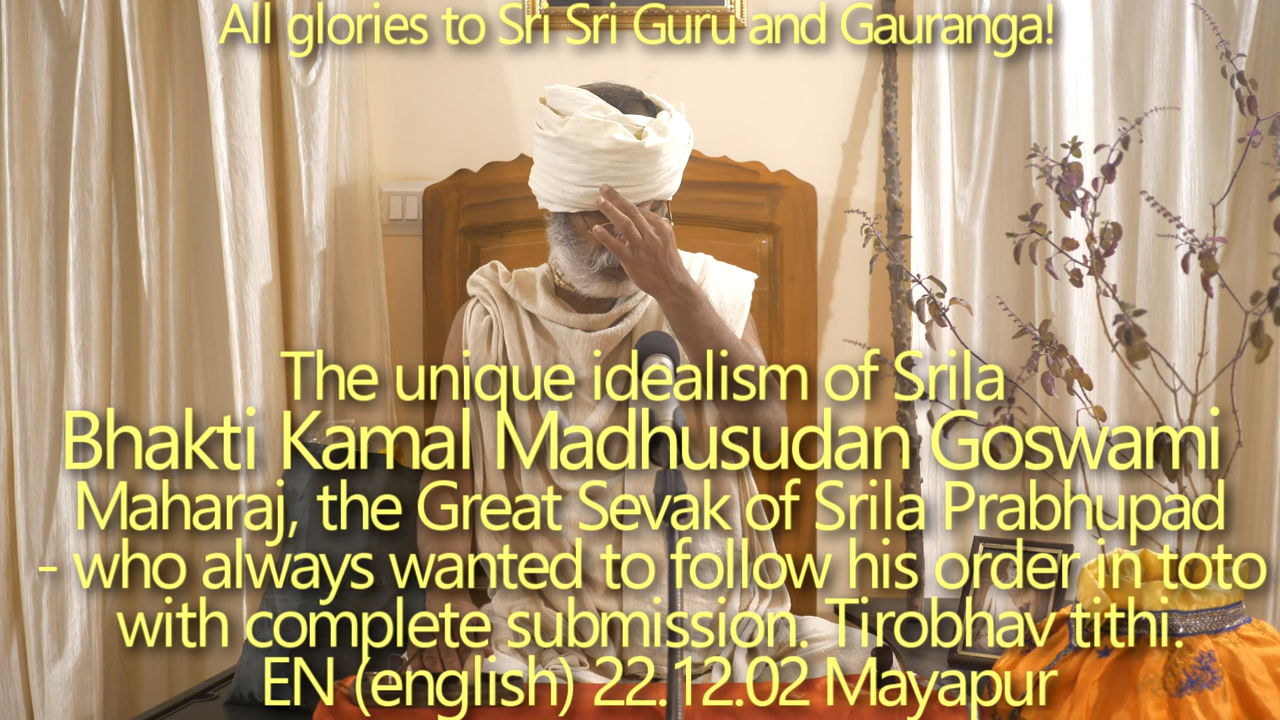 All glories to Sri Sri Guru and Gauranga!
The unique idealism of Srila
Bhakti Kamal Madhusudan Goswami
Maharaj, the Great Sevak of Srila Prabhupad
- who always wanted to follow his order in toto
with complete submission. Tirobhav tithi.
EN (english) 22.12.02 Mayapur